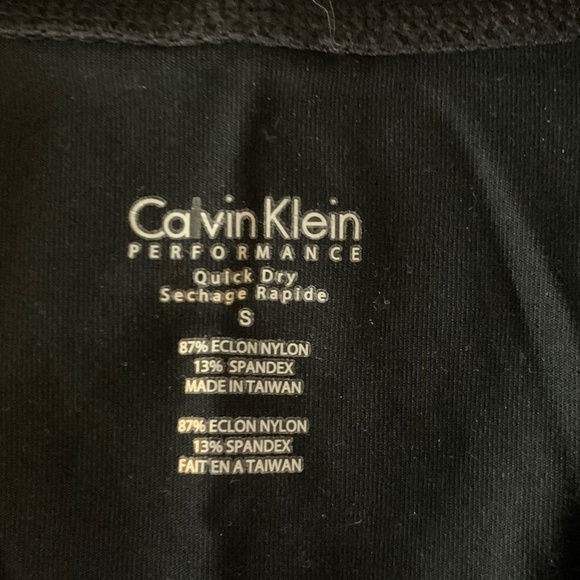 Calvin Klein
PERFORMANCE
Quick Dry
Sechage Rapide
S
87% ECLON NYLON
13% SPANDEX
MADE IN TAIWAN
87% ECLON NYLON
13% SPANDEX
FAIT EN A TAIWAN